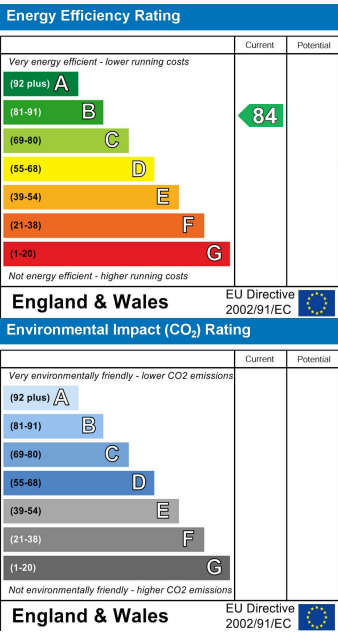 Energy Efficiency Rating
Current Potential
Very energy efficient - lower running costs
(92 plus) A
(81-91) B 84
(69-80) C
(55-68) D
(39-54) E
(21-38) F
(1-20) G
Not energy efficient - higher running costs
England & Wales
EU Directive
2002/91/EC
Environmental Impact (CO₂) Rating
Current Potential
Very environmentally friendly - lower CO2 emissions
(92 plus) A
(81-91) B
(69-80) C
(55-68) D
(39-54) E
(21-38) F
(1-20) G
Not environmentally friendly - higher CO2 emissions
England & Wales
EU Directive
2002/91/EC